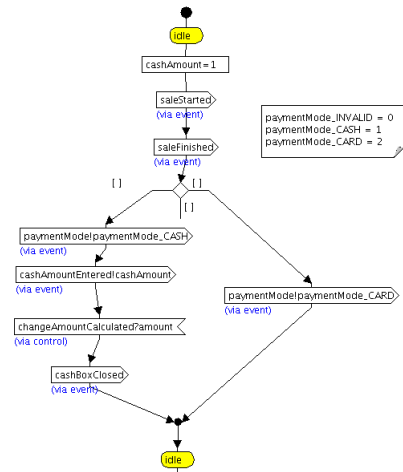 idle
cashAmount=1
saleStarted
(via event)
saleFinished
(via event)
paymentMode_INVALID = 0
paymentMode_CASH = 1
paymentMode_CARD = 2
[ ]
[ ]
[ ]
paymentMode!paymentMode_CASH
(via event)
cashAmountEntered!cashAmount
(via event)
paymentMode!paymentMode_CARD
(via event)
changeAmountCalculated?amount
(via control)
cashBoxClosed
(via event)
idle